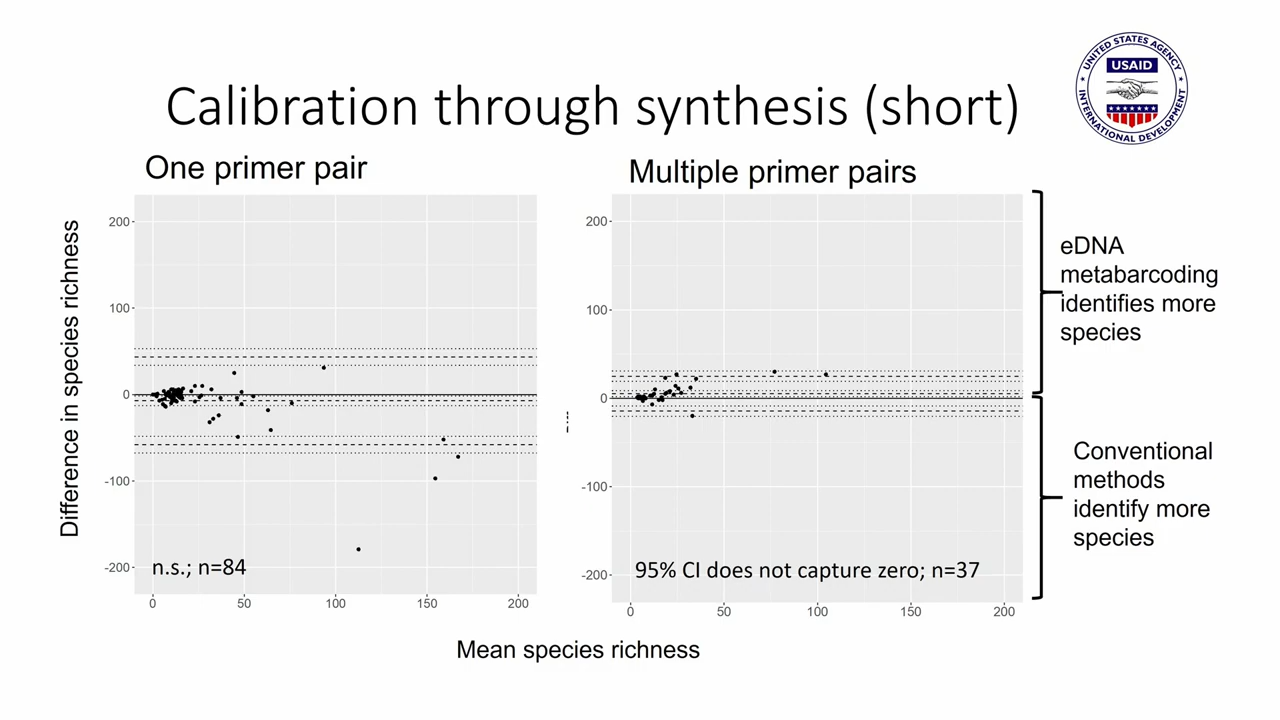 UNITED STATES AGENCY
USAID
INTERNATIONAL DEVELOPMENT
Calibration through synthesis (short)
One primer pair
Multiple primer pairs
Difference in species richness
200
100
0
-100
-200
n.s.; n=84
0 50 100 150 200
200
100
0
-100
-200
95% CI does not capture zero; n=37
0 50 100 150 200
eDNA
metabarcoding
identifies more
species
Conventional
methods
identify more
species
Mean species richness